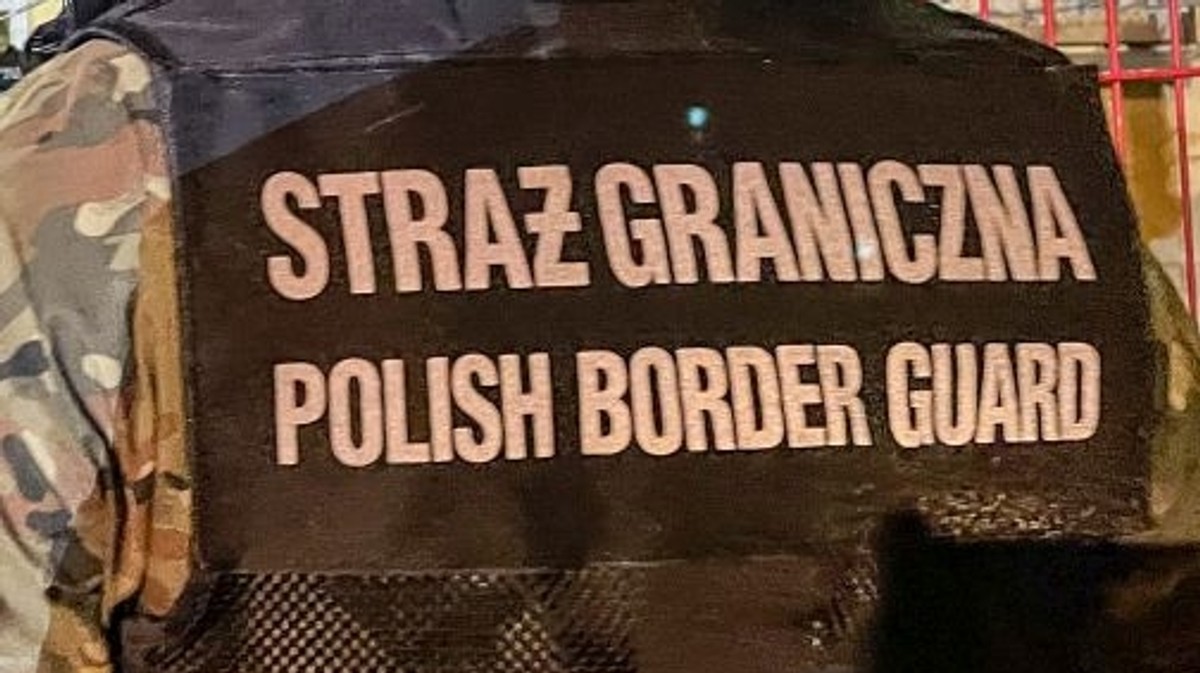 STRAŻ GRANICZNA
POLISH BORDER GUARD